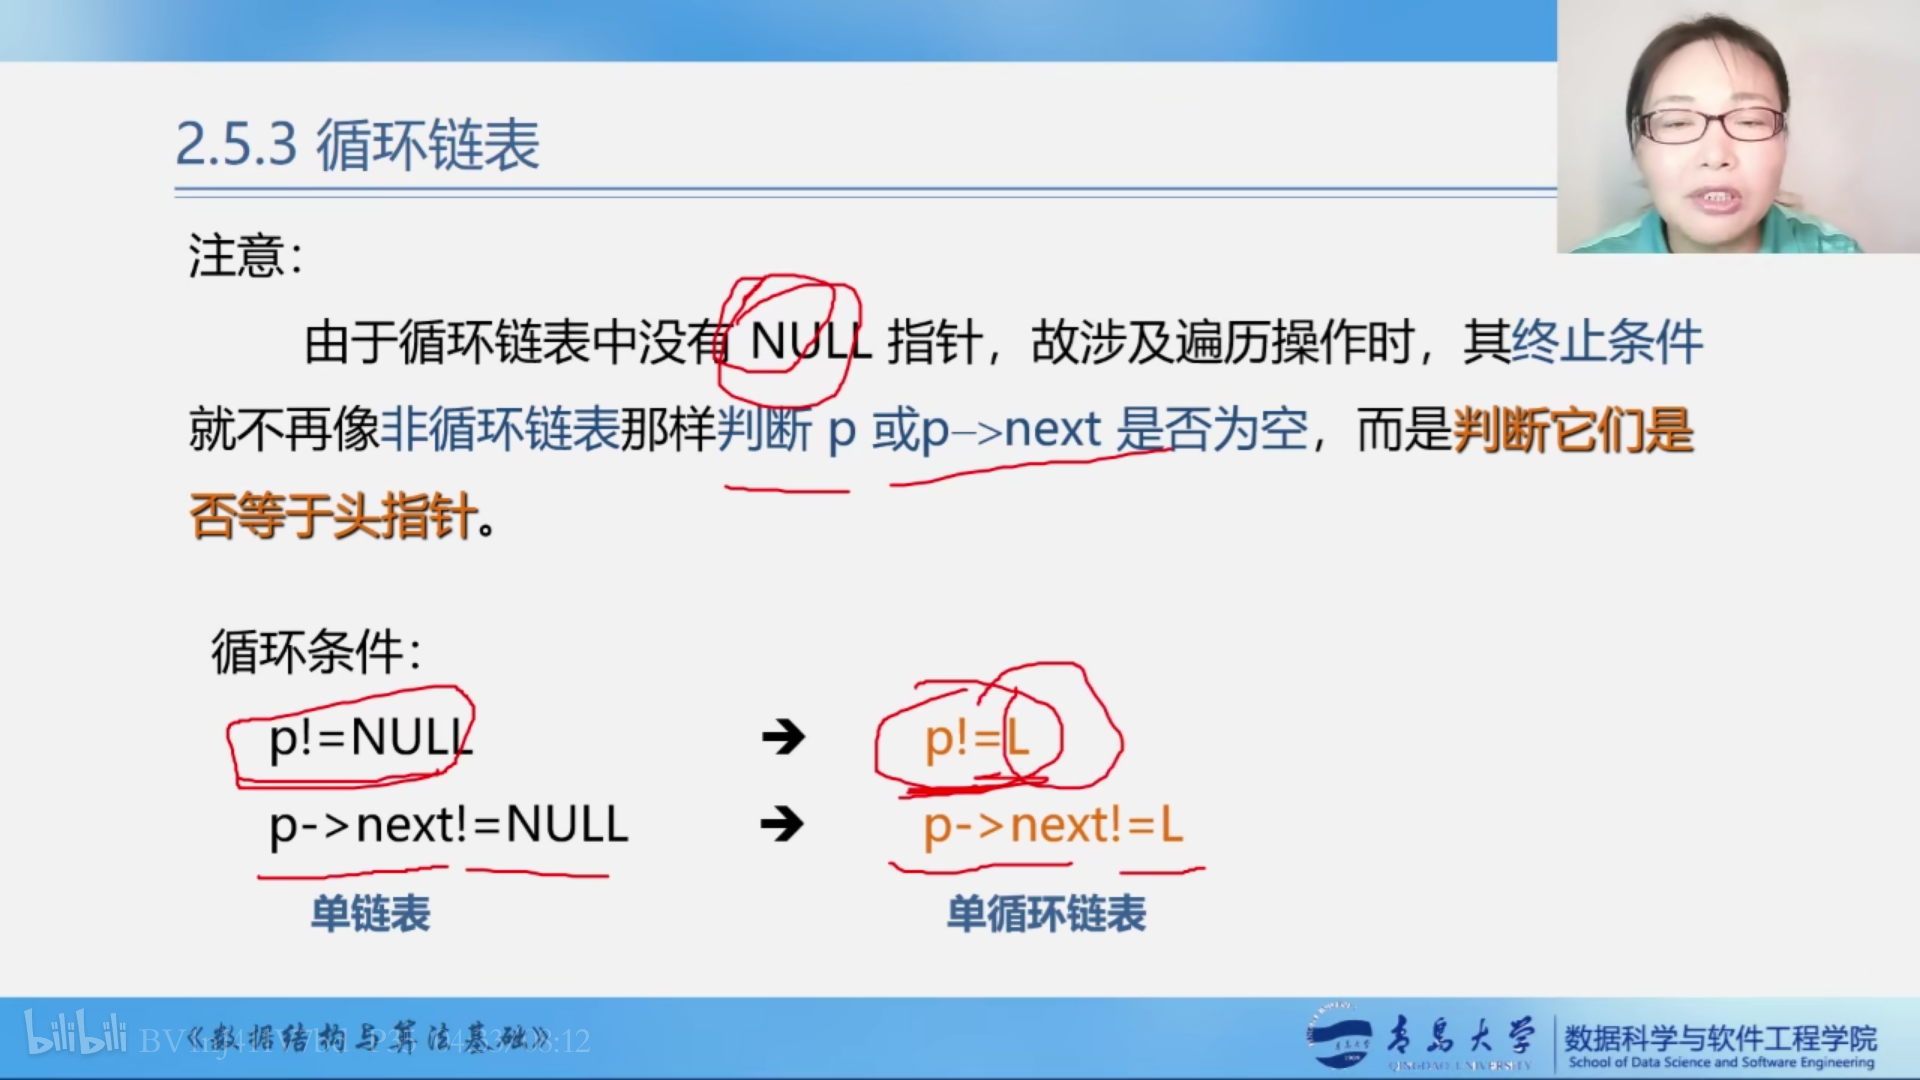 2.5.3 循环链表
注意：
由于循环链表中没有 NULL 指针，故涉及遍历操作时，其终止条件
就不再像非循环链表那样判断 p 或p–>next 是否为空，而是判断它们是
否等于头指针。
循环条件：
p!=NULL ➔ p!=L
p->next!=NULL ➔ p->next!=L
单链表 单循环链表
bilibili
《数据结构与算法基础》
青岛大学
QINGDAO UNIVERSITY
数据科学与软件工程学院
School of Data Science and Software Engineering